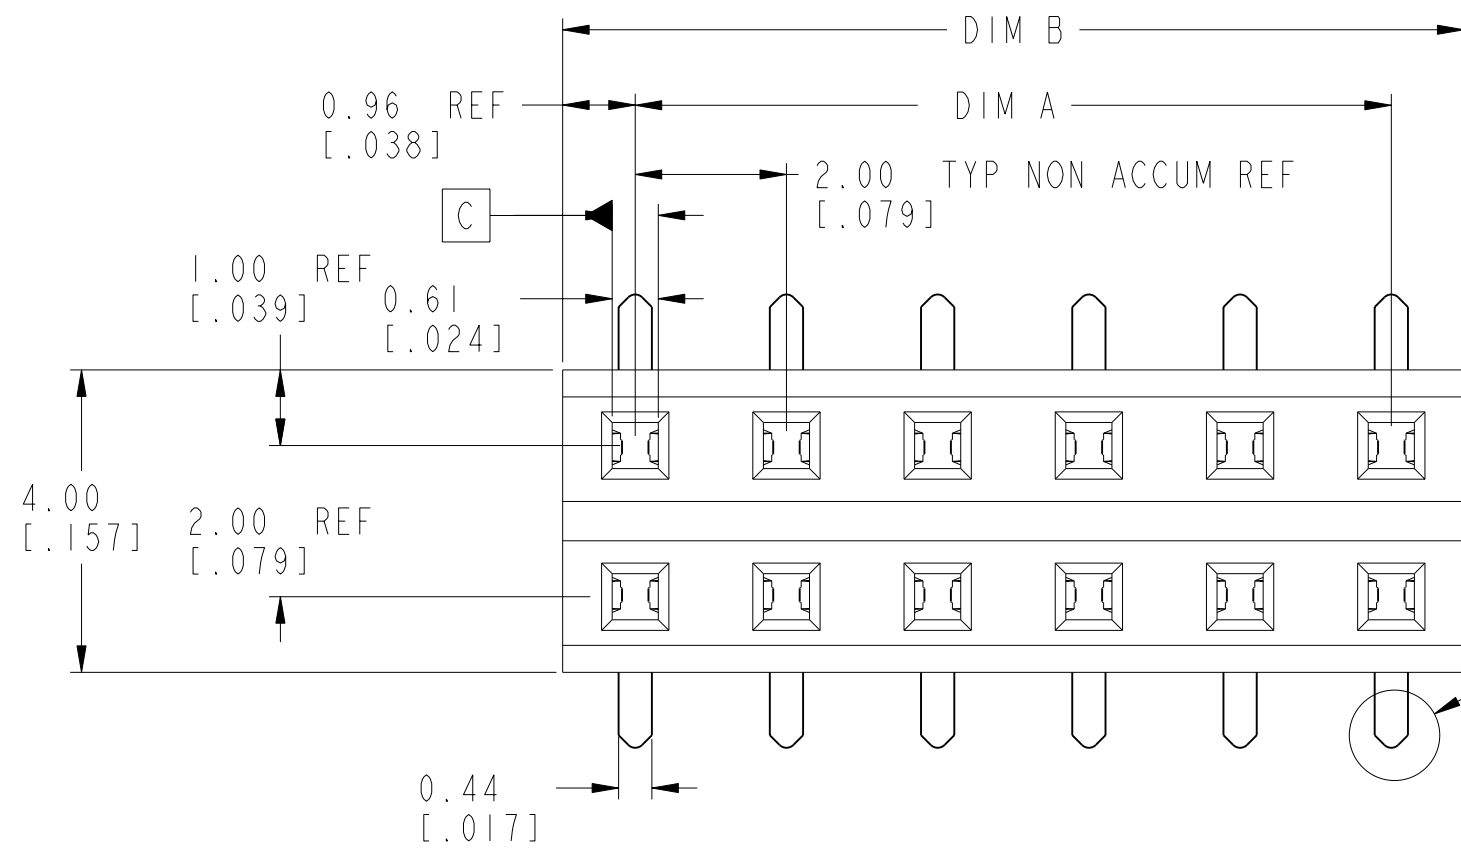 DIM B
0.96 REF
[.038]
DIM A
2.00 TYP NON ACCUM REF
[.079]
C
1.00 REF
[.039]
0.61
[.024]
4.00
[.157]
2.00 REF
[.079]
0.44
[.017]